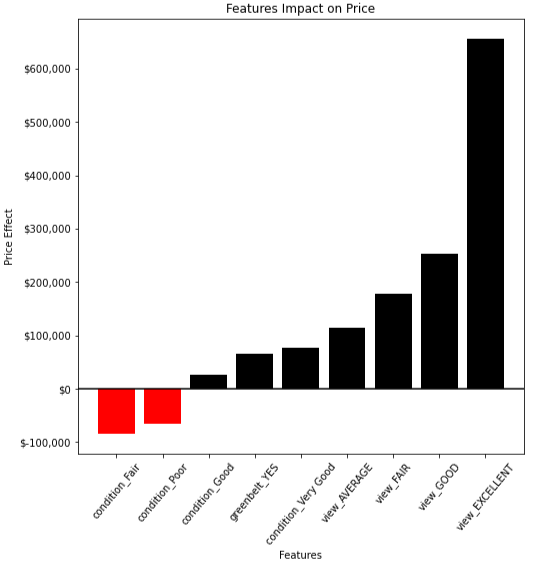 Features Impact on Price
$600,000
$500,000
$400,000
$300,000
$200,000
$100,000
$0
$-100,000
Price Effect
condition_Fair
condition_Poor
condition_Good
greenbelt_YES
condition_Very Good
view_AVERAGE
view_FAIR
view_GOOD
view_EXCELLENT
Features